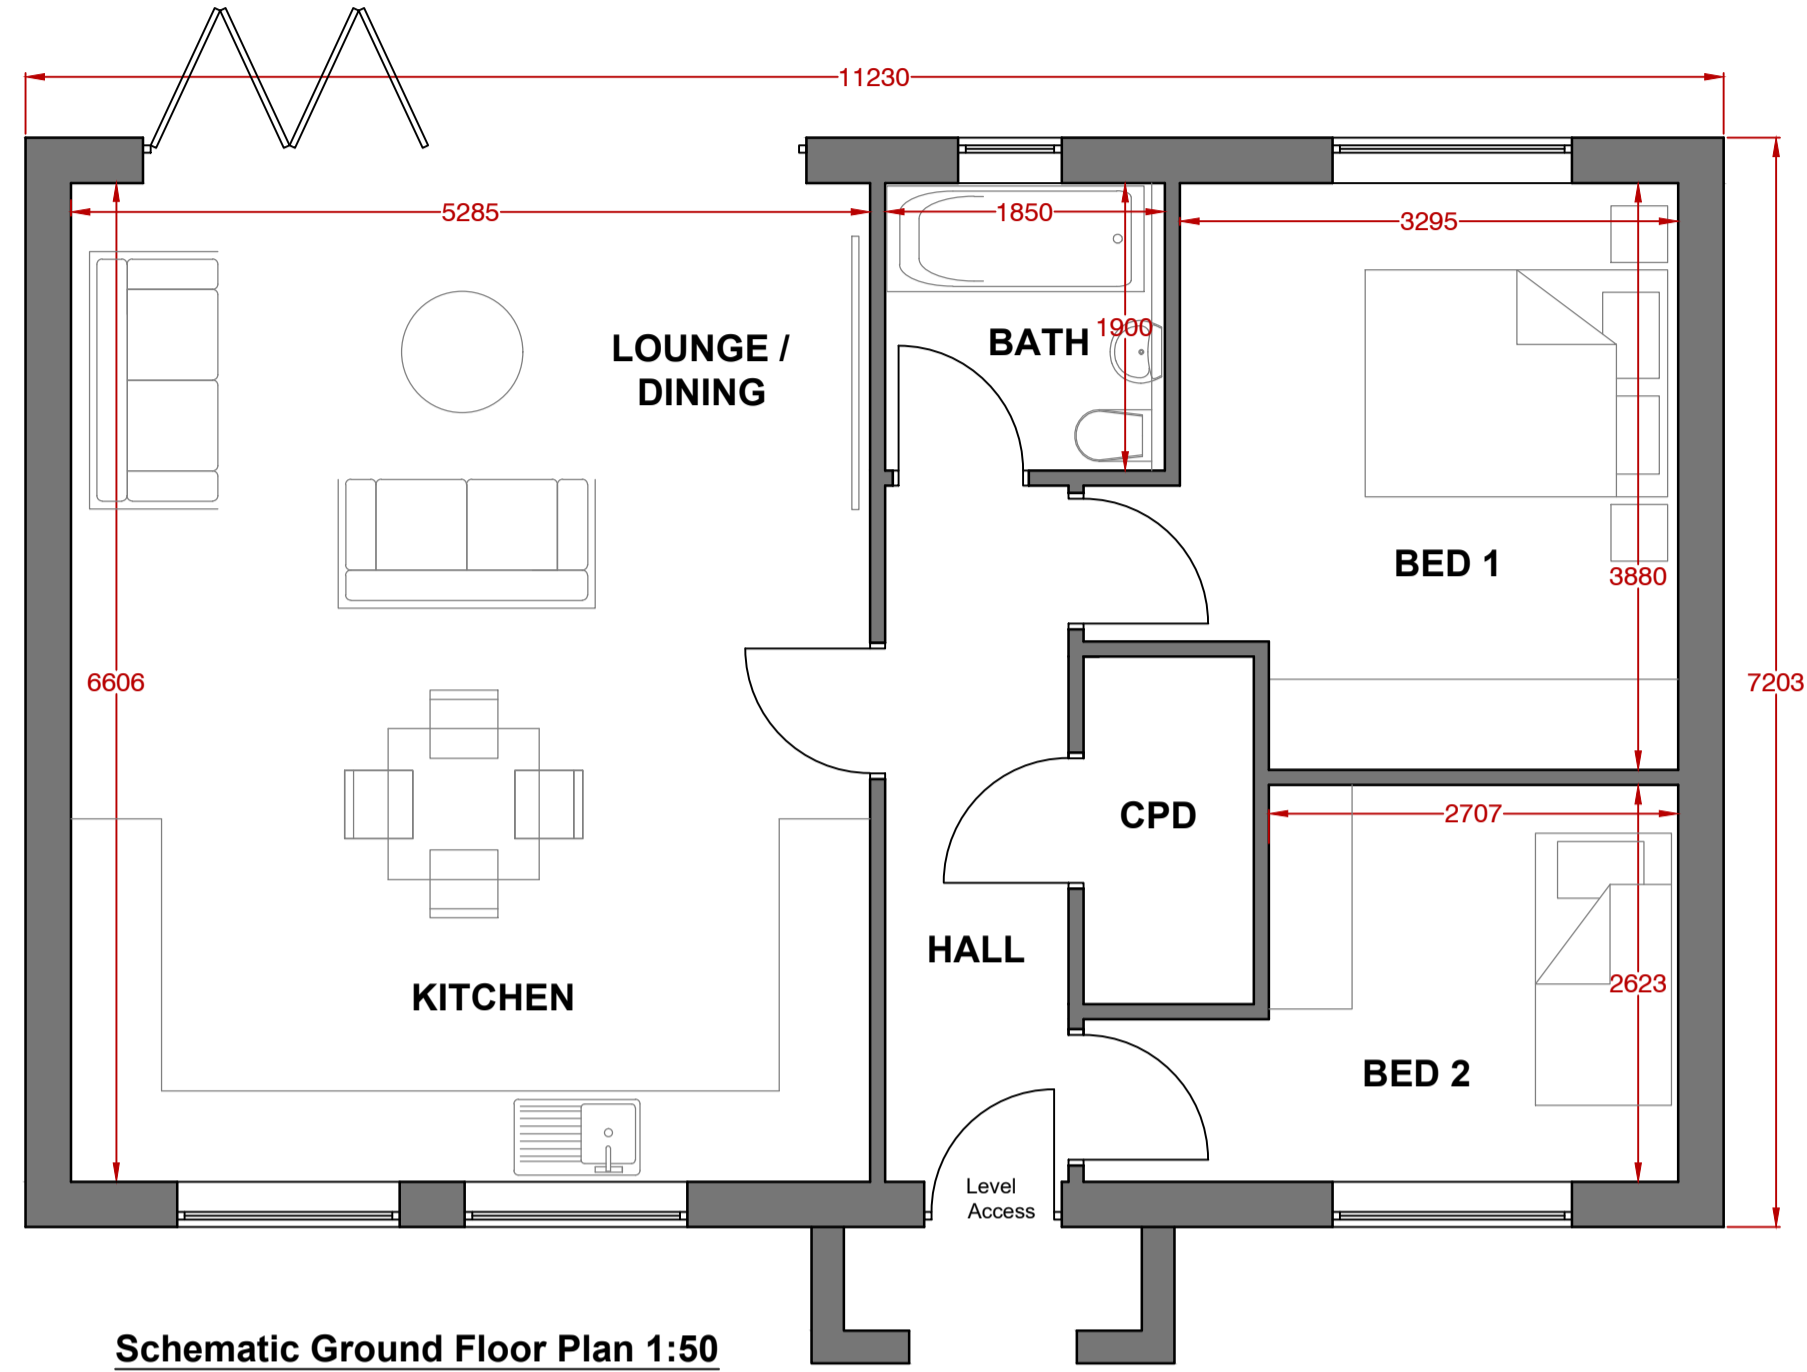 11230
5285
1850
3295
1900
LOUNGE /
DINING
BATH
BED 1
3880
6606
7203
CPD
2707
HALL
2623
KITCHEN
BED 2
Level
Access
Schematic Ground Floor Plan 1:50